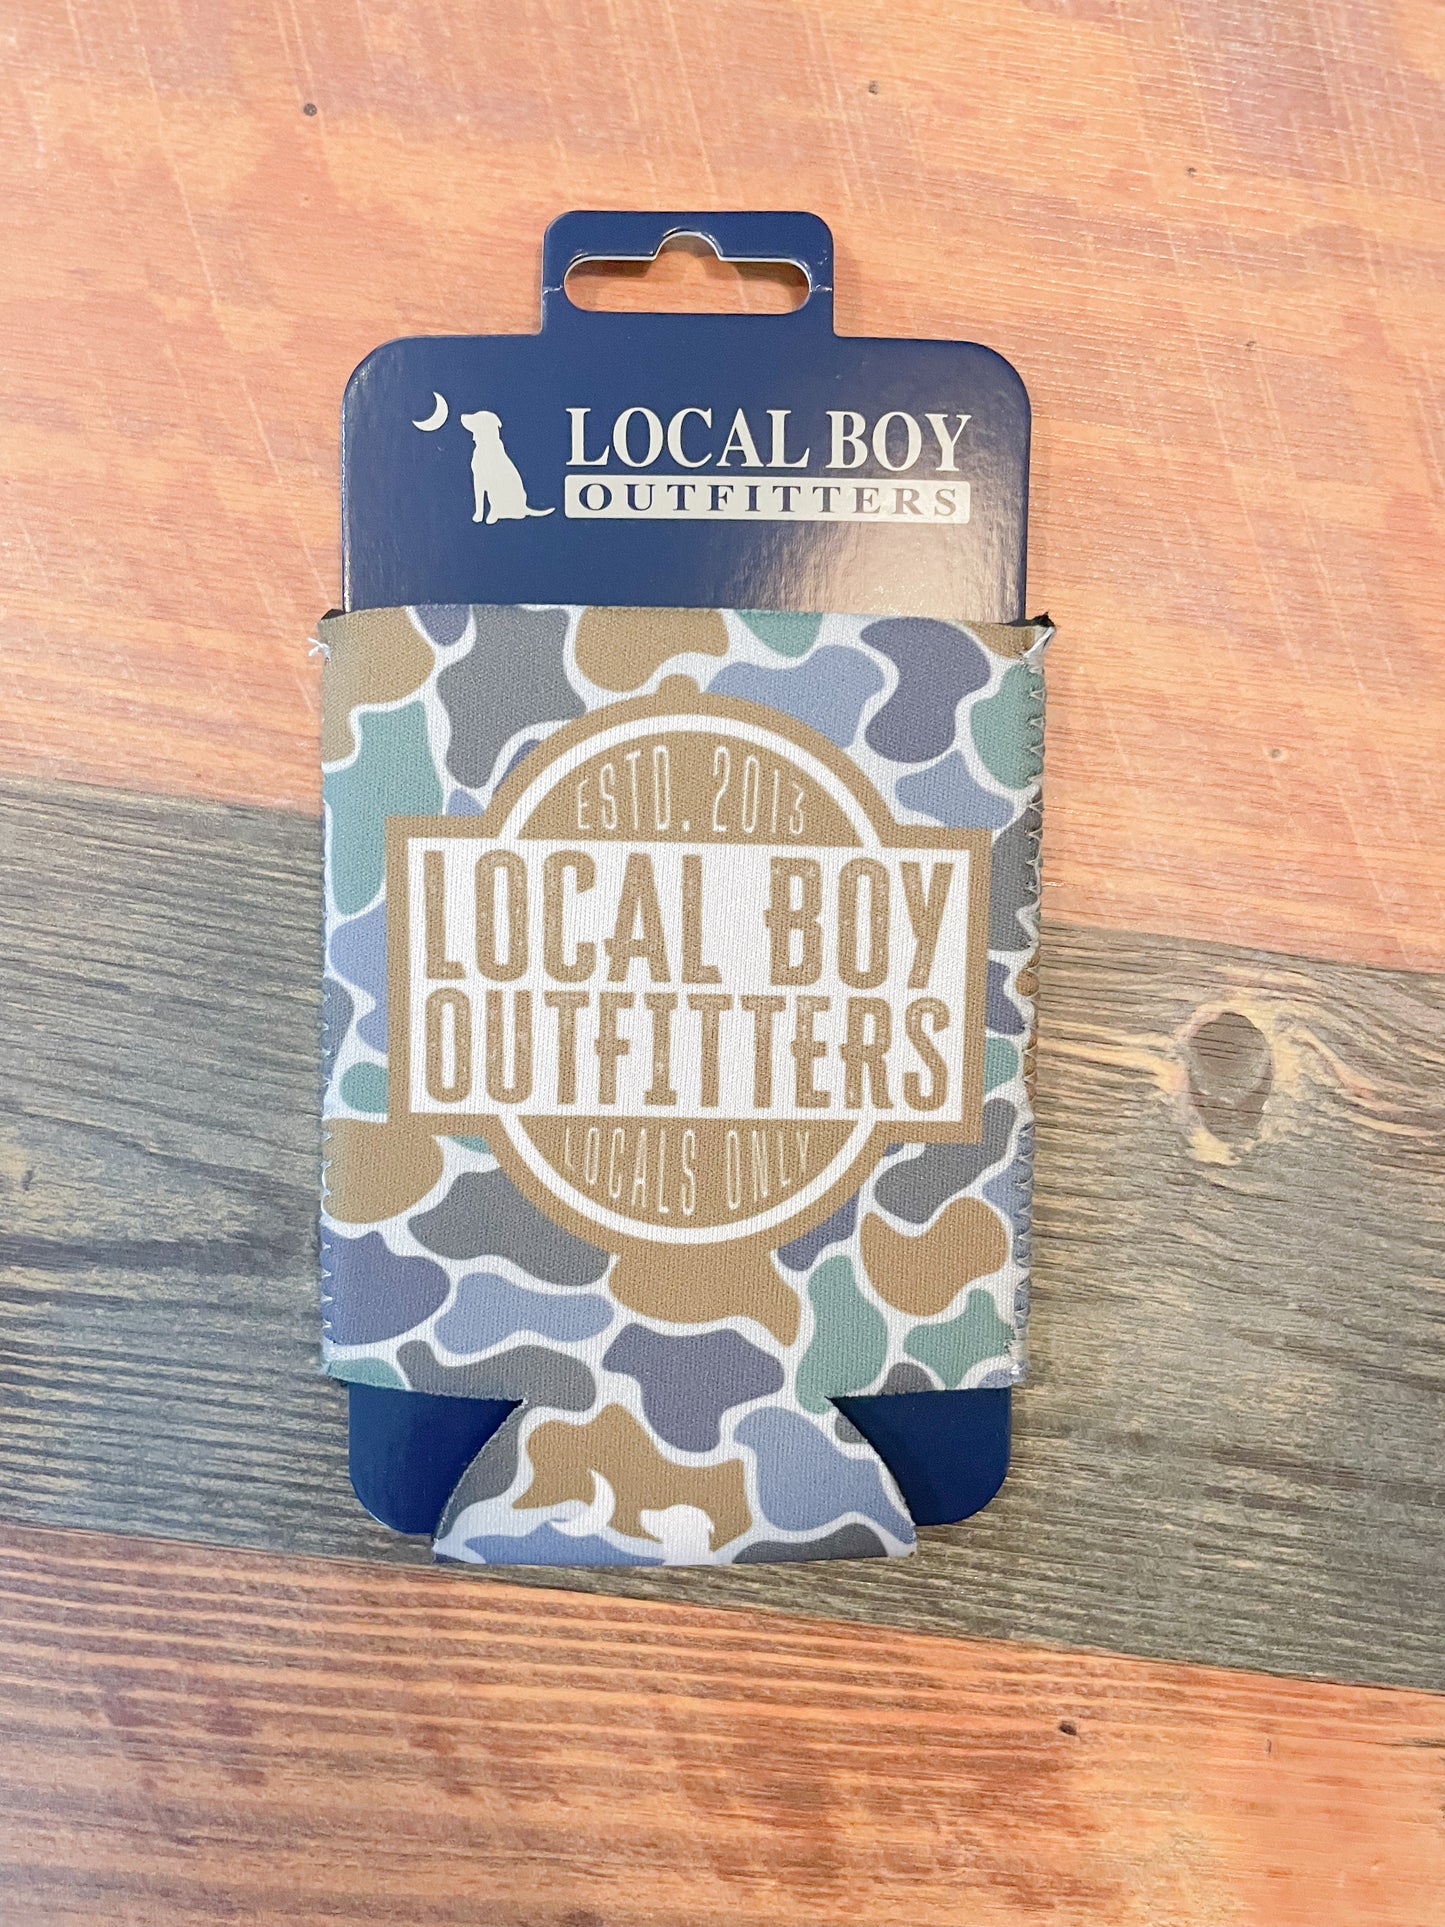 LOCAL BOY
OUTFITTERS
ESTD. 2013
LOCAL BOY
OUTFITTERS
LOCALS ONLY